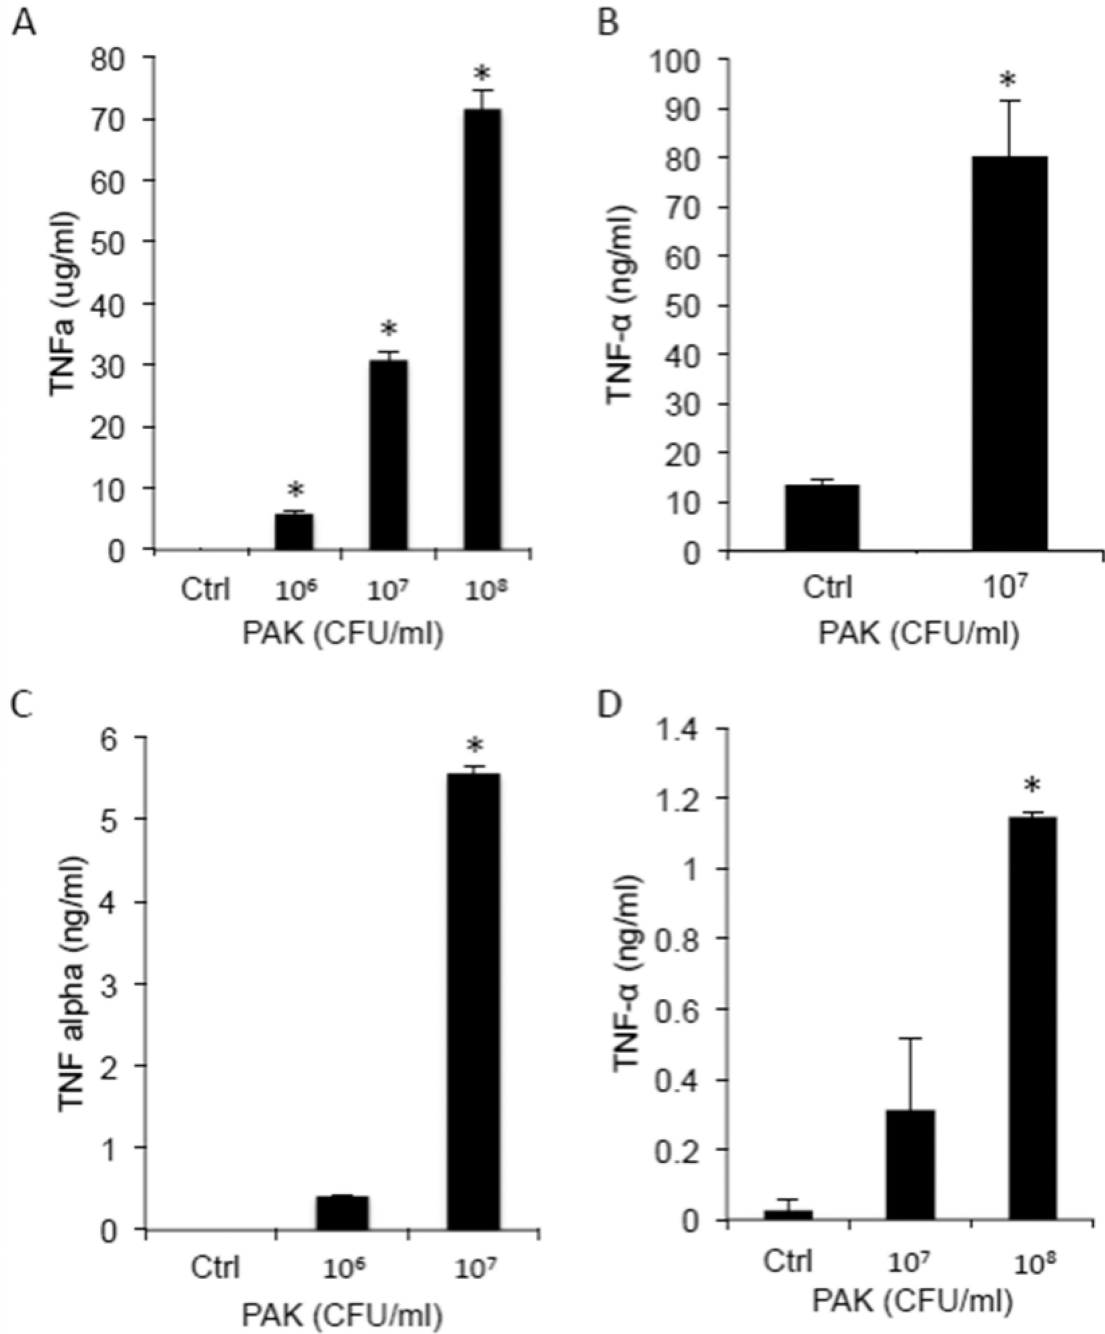 A
80
70
60
50
40
30
20
10
0
TNFa (ug/ml)
*
*
*
Ctrl 10⁶ 10⁷ 10⁸
PAK (CFU/ml)
B
100
90
80
70
60
50
40
30
20
10
0
TNF-α (ng/ml)
*
Ctrl 10⁷
PAK (CFU/ml)
C
6
5
4
3
2
1
0
TNF alpha (ng/ml)
*
Ctrl 10⁶ 10⁷
PAK (CFU/ml)
D
1.4
1.2
1
0.8
0.6
0.4
0.2
0
TNF-α (ng/ml)
*
Ctrl 10⁷ 10⁸
PAK (CFU/ml)